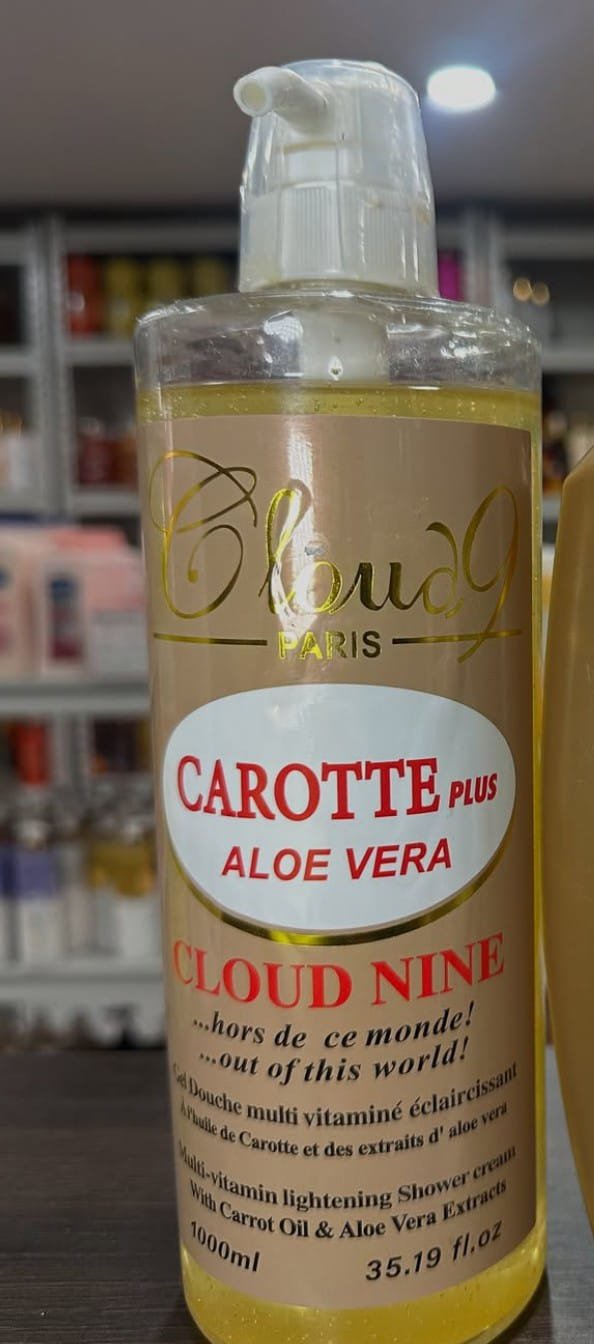 Cloud9
PARIS
CAROTTE PLUS
ALOE VERA
CLOUD NINE
...hors de ce monde!
...out of this world!
Gel Douche multi vitaminé éclaircissant
A l'huile de Carotte et des extraits d' aloe vera
Multi-vitamin lightening Shower cream
With Carrot Oil & Aloe Vera Extracts
1000ml
35.19 fl.oz